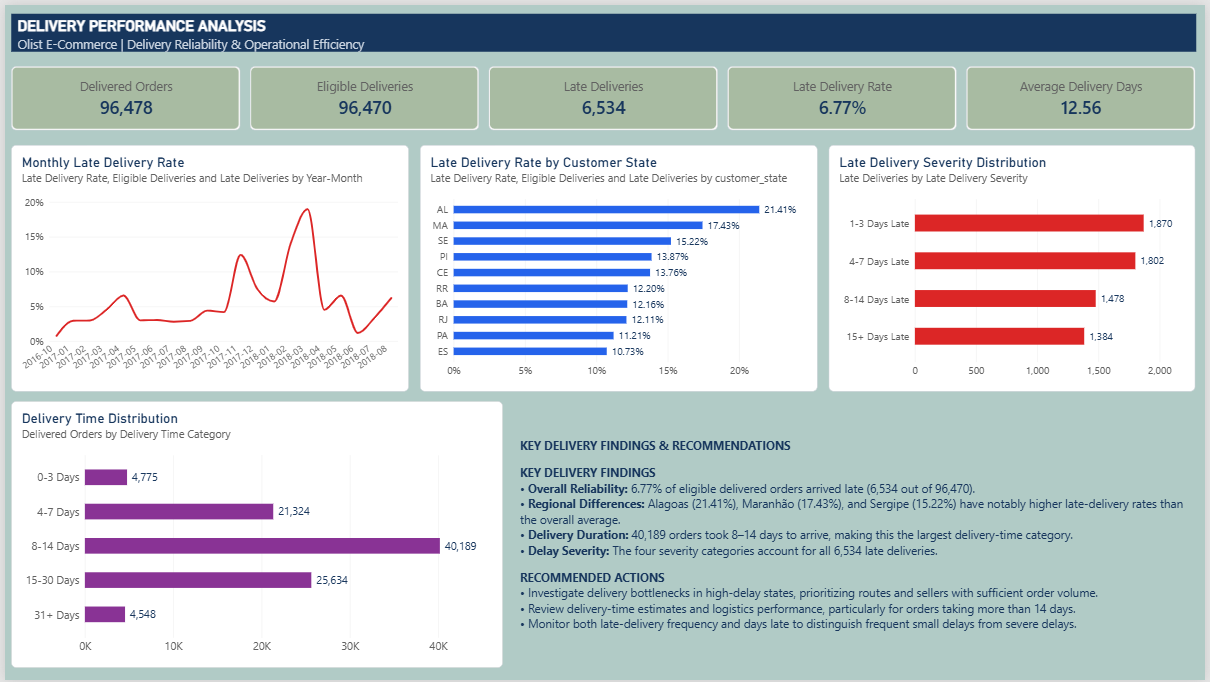 DELIVERY PERFORMANCE ANALYSIS
Olist E-Commerce | Delivery Reliability & Operational Efficiency
Delivered Orders
96,478
Eligible Deliveries
96,470
Late Deliveries
6,534
Late Delivery Rate
6.77%
Average Delivery Days
12.56
Monthly Late Delivery Rate
Late Delivery Rate, Eligible Deliveries and Late Deliveries by Year-Month
20%
15%
10%
5%
0%
2016-10
2017-01
2017-02
2017-03
2017-04
2017-05
2017-06
2017-07
2017-08
2017-09
2017-10
2017-11
2017-12
2018-01
2018-02
2018-03
2018-04
2018-05
2018-06
2018-07
2018-08
Late Delivery Rate by Customer State
Late Delivery Rate, Eligible Deliveries and Late Deliveries by customer_state
AL 21.41%
MA 17.43%
SE 15.22%
PI 13.87%
CE 13.76%
RR 12.20%
BA 12.16%
RJ 12.11%
PA 11.21%
ES 10.73%
0% 5% 10% 15% 20%
Late Delivery Severity Distribution
Late Deliveries by Late Delivery Severity
1-3 Days Late 1,870
4-7 Days Late 1,802
8-14 Days Late 1,478
15+ Days Late 1,384
0 500 1,000 1,500 2,000
Delivery Time Distribution
Delivered Orders by Delivery Time Category
0-3 Days 4,775
4-7 Days 21,324
8-14 Days 40,189
15-30 Days 25,634
31+ Days 4,548
0K 10K 20K 30K 40K
KEY DELIVERY FINDINGS & RECOMMENDATIONS
KEY DELIVERY FINDINGS
• Overall Reliability: 6.77% of eligible delivered orders arrived late (6,534 out of 96,470).
• Regional Differences: Alagoas (21.41%), Maranhão (17.43%), and Sergipe (15.22%) have notably higher late-delivery rates than
the overall average.
• Delivery Duration: 40,189 orders took 8–14 days to arrive, making this the largest delivery-time category.
• Delay Severity: The four severity categories account for all 6,534 late deliveries.
RECOMMENDED ACTIONS
• Investigate delivery bottlenecks in high-delay states, prioritizing routes and sellers with sufficient order volume.
• Review delivery-time estimates and logistics performance, particularly for orders taking more than 14 days.
• Monitor both late-delivery frequency and days late to distinguish frequent small delays from severe delays.